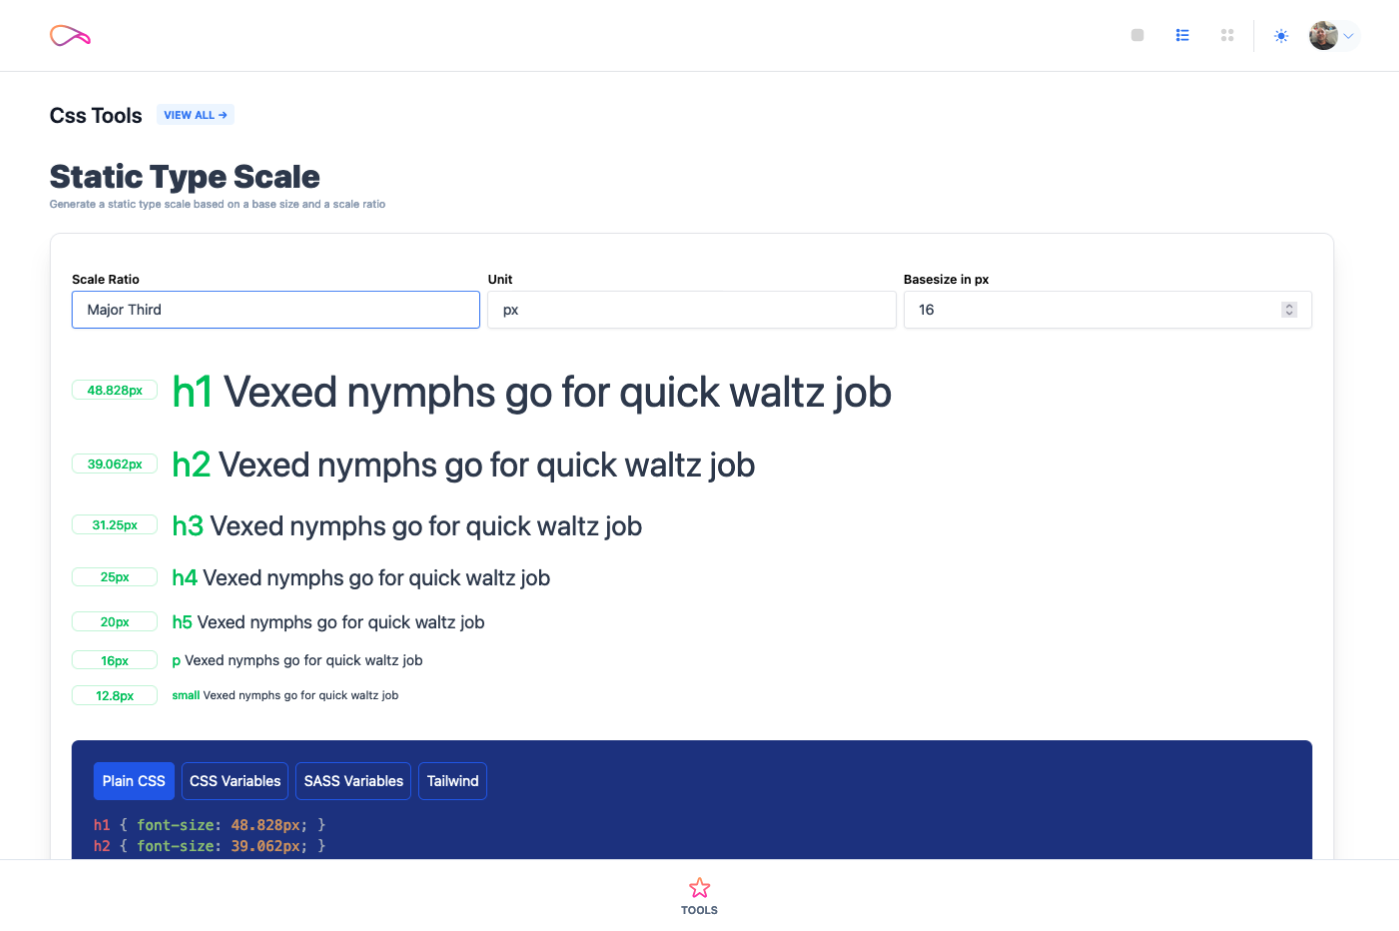 Css Tools VIEW ALL →
Static Type Scale
Generate a static type scale based on a base size and a scale ratio
Scale Ratio Unit Basesize in px
Major Third px 16
48.828px h1 Vexed nymphs go for quick waltz job
39.062px h2 Vexed nymphs go for quick waltz job
31.25px h3 Vexed nymphs go for quick waltz job
25px h4 Vexed nymphs go for quick waltz job
20px h5 Vexed nymphs go for quick waltz job
16px p Vexed nymphs go for quick waltz job
12.8px small Vexed nymphs go for quick waltz job
Plain CSS CSS Variables SASS Variables Tailwind
h1 { font-size: 48.828px; }
h2 { font-size: 39.062px; }
TOOLS